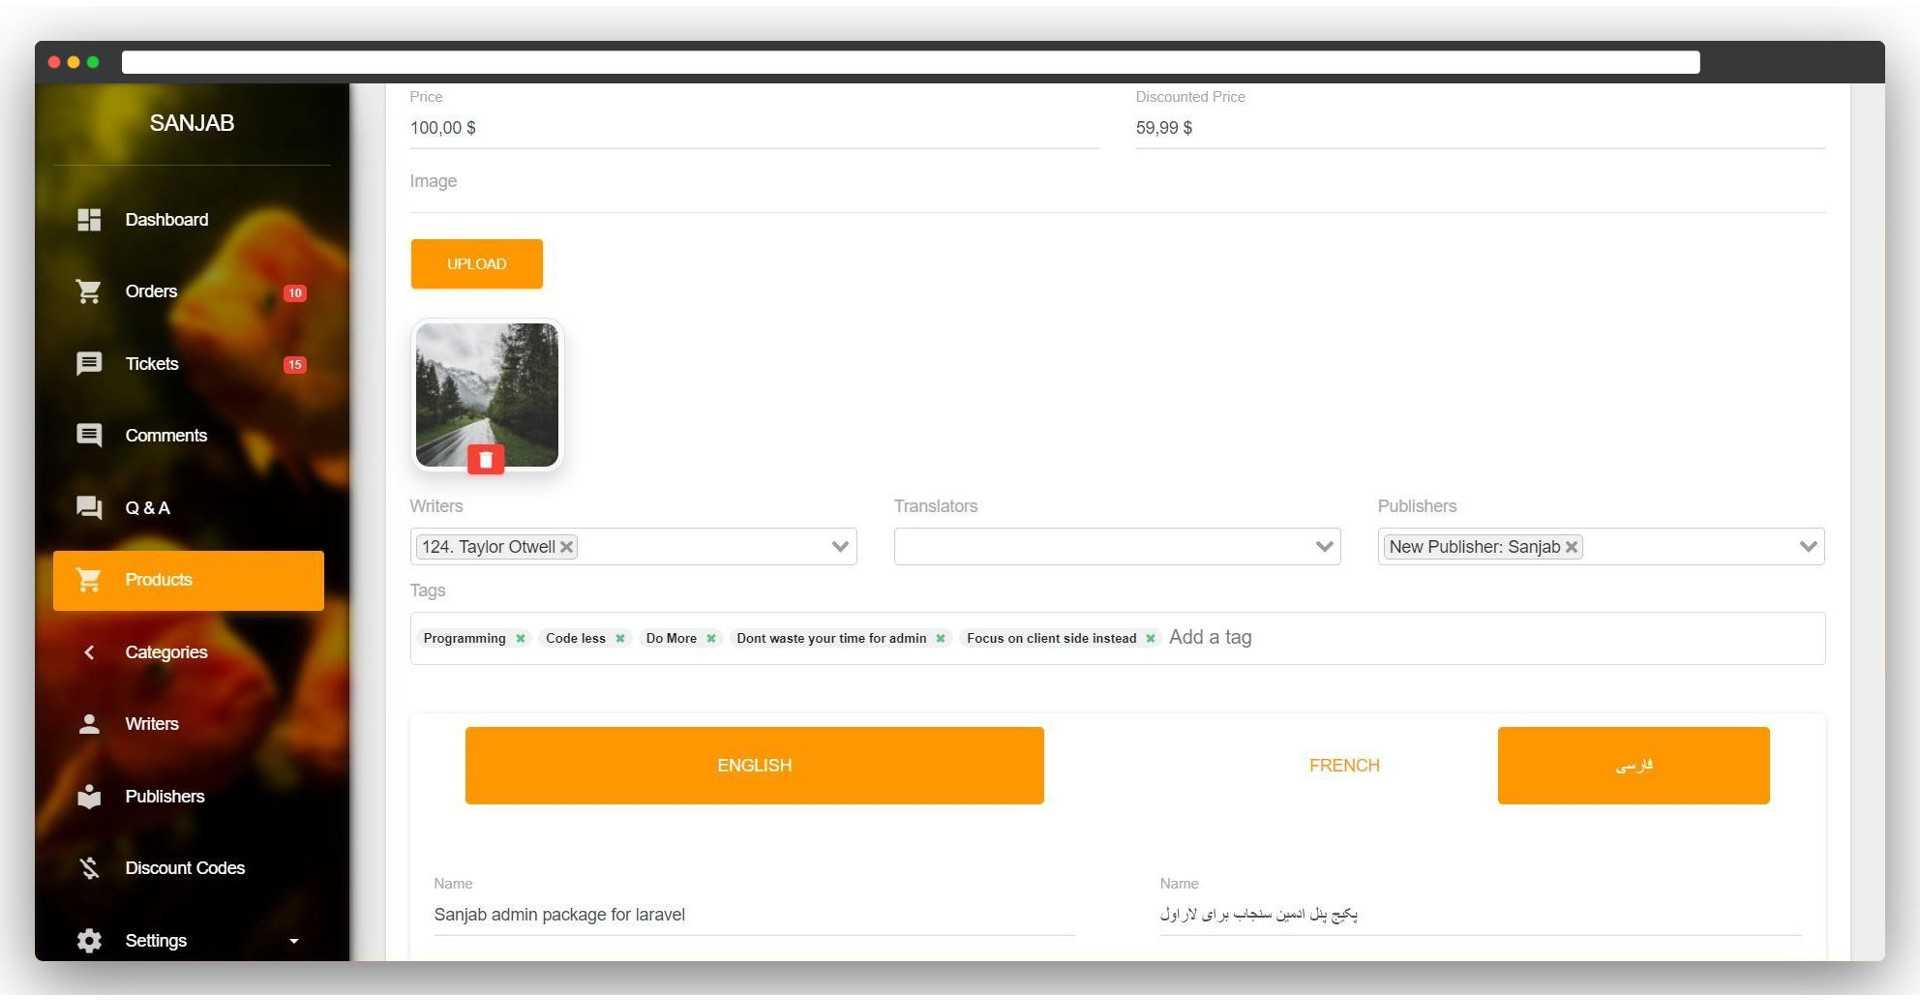 SANJAB
Dashboard
Orders 10
Tickets 15
Comments
Q & A
Products
Categories
Writers
Publishers
Discount Codes
Settings
Price
100,00 $
Discounted Price
59,99 $
Image
UPLOAD
Writers
124. Taylor Otwell
Translators
Publishers
New Publisher: Sanjab
Tags
Programming Code less Do More Dont waste your time for admin Focus on client side instead Add a tag
ENGLISH FRENCH فارسی
Name
Sanjab admin package for laravel
Name
پکیج پنل ادمین سنجاب برای لاراول